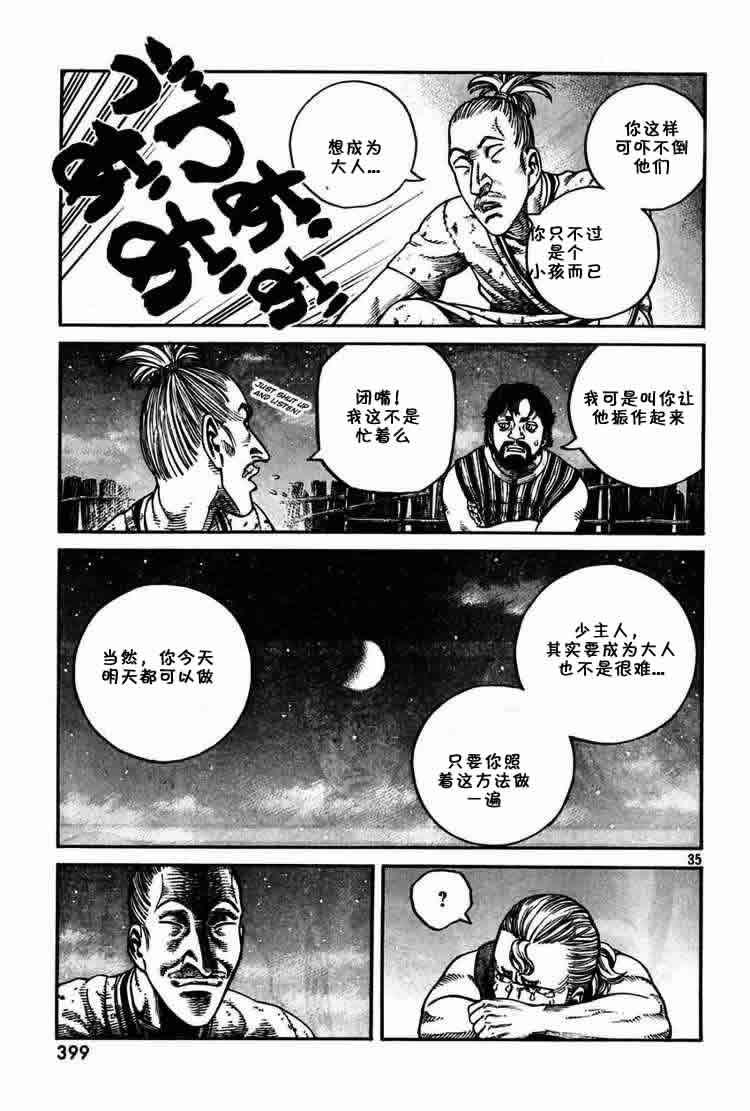 你这样
可吓不倒
他们
你只不过
是个
小孩而已
想成为
大人…
我可是叫你让
他振作起来
闭嘴！
我这不是
忙着么
JUST SHUT UP
AND LISTEN!
少主人，
其实要成为大人
也不是很难…
只要你照
着这方法做
一遍
当然，你今天
明天都可以做
35
?
399